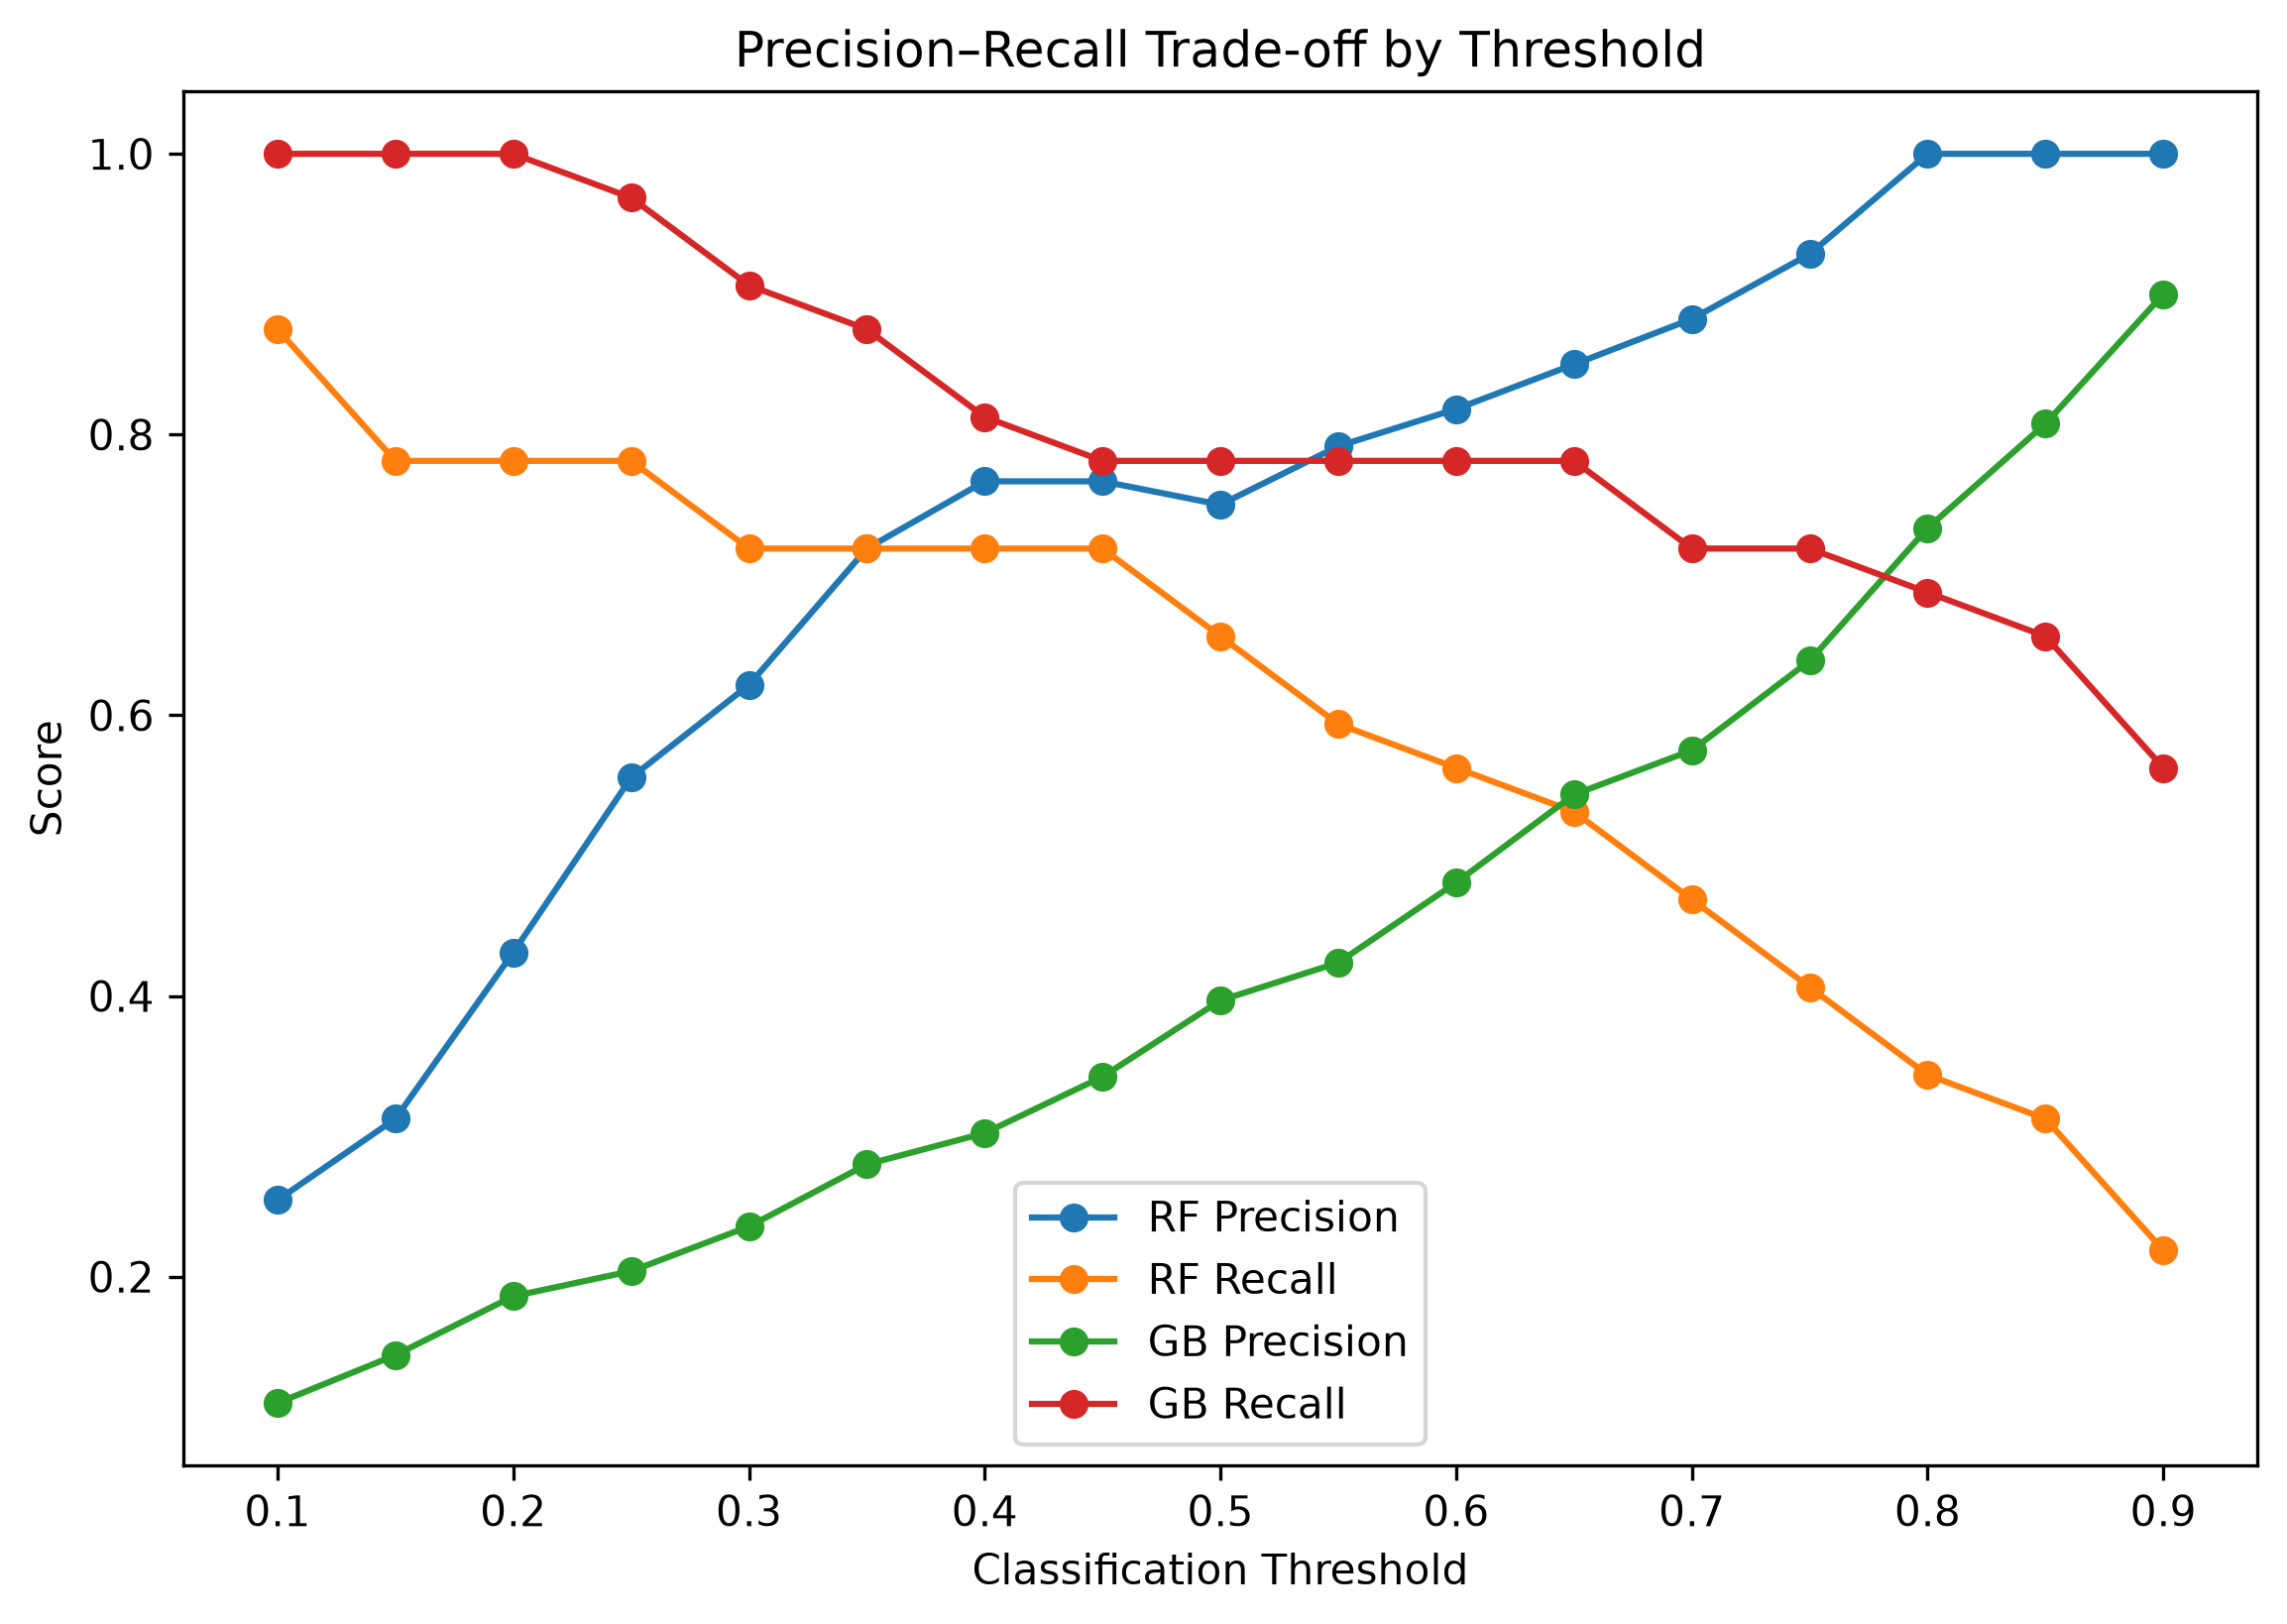 Precision–Recall Trade-off by Threshold
1.0
0.8
0.6
0.4
0.2
Score
0.1 0.2 0.3 0.4 0.5 0.6 0.7 0.8 0.9
Classification Threshold
RF Precision
RF Recall
GB Precision
GB Recall